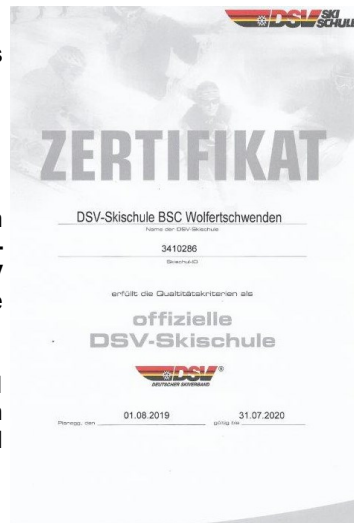 DSV SKI SCHULE
ZERTIFIKAT
DSV-Skischule BSC Wolfertschwenden
Name der DSV-Skischule
3410286
Skischul-ID
erfüllt die Qualtitätskriterien als
offizielle
DSV-Skischule
DSV®
DEUTSCHER SKIVERBAND
Planegg, den 01.08.2019 gültig bis 31.07.2020